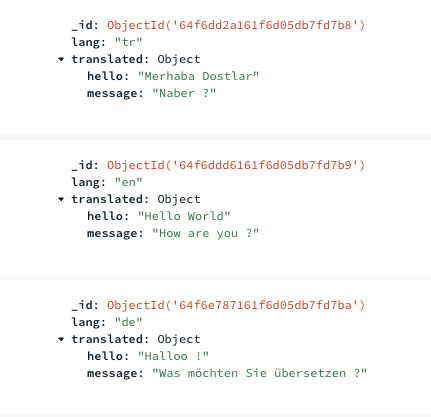 _id: ObjectId('64f6dd2a161f6d05db7fd7b8')
lang: "tr"
translated: Object
hello: "Merhaba Dostlar"
message: "Naber ?"
_id: ObjectId('64f6ddd6161f6d05db7fd7b9')
lang: "en"
translated: Object
hello: "Hello World"
message: "How are you ?"
_id: ObjectId('64f6e787161f6d05db7fd7ba')
lang: "de"
translated: Object
hello: "Halloo !"
message: "Was möchten Sie übersetzen ?"